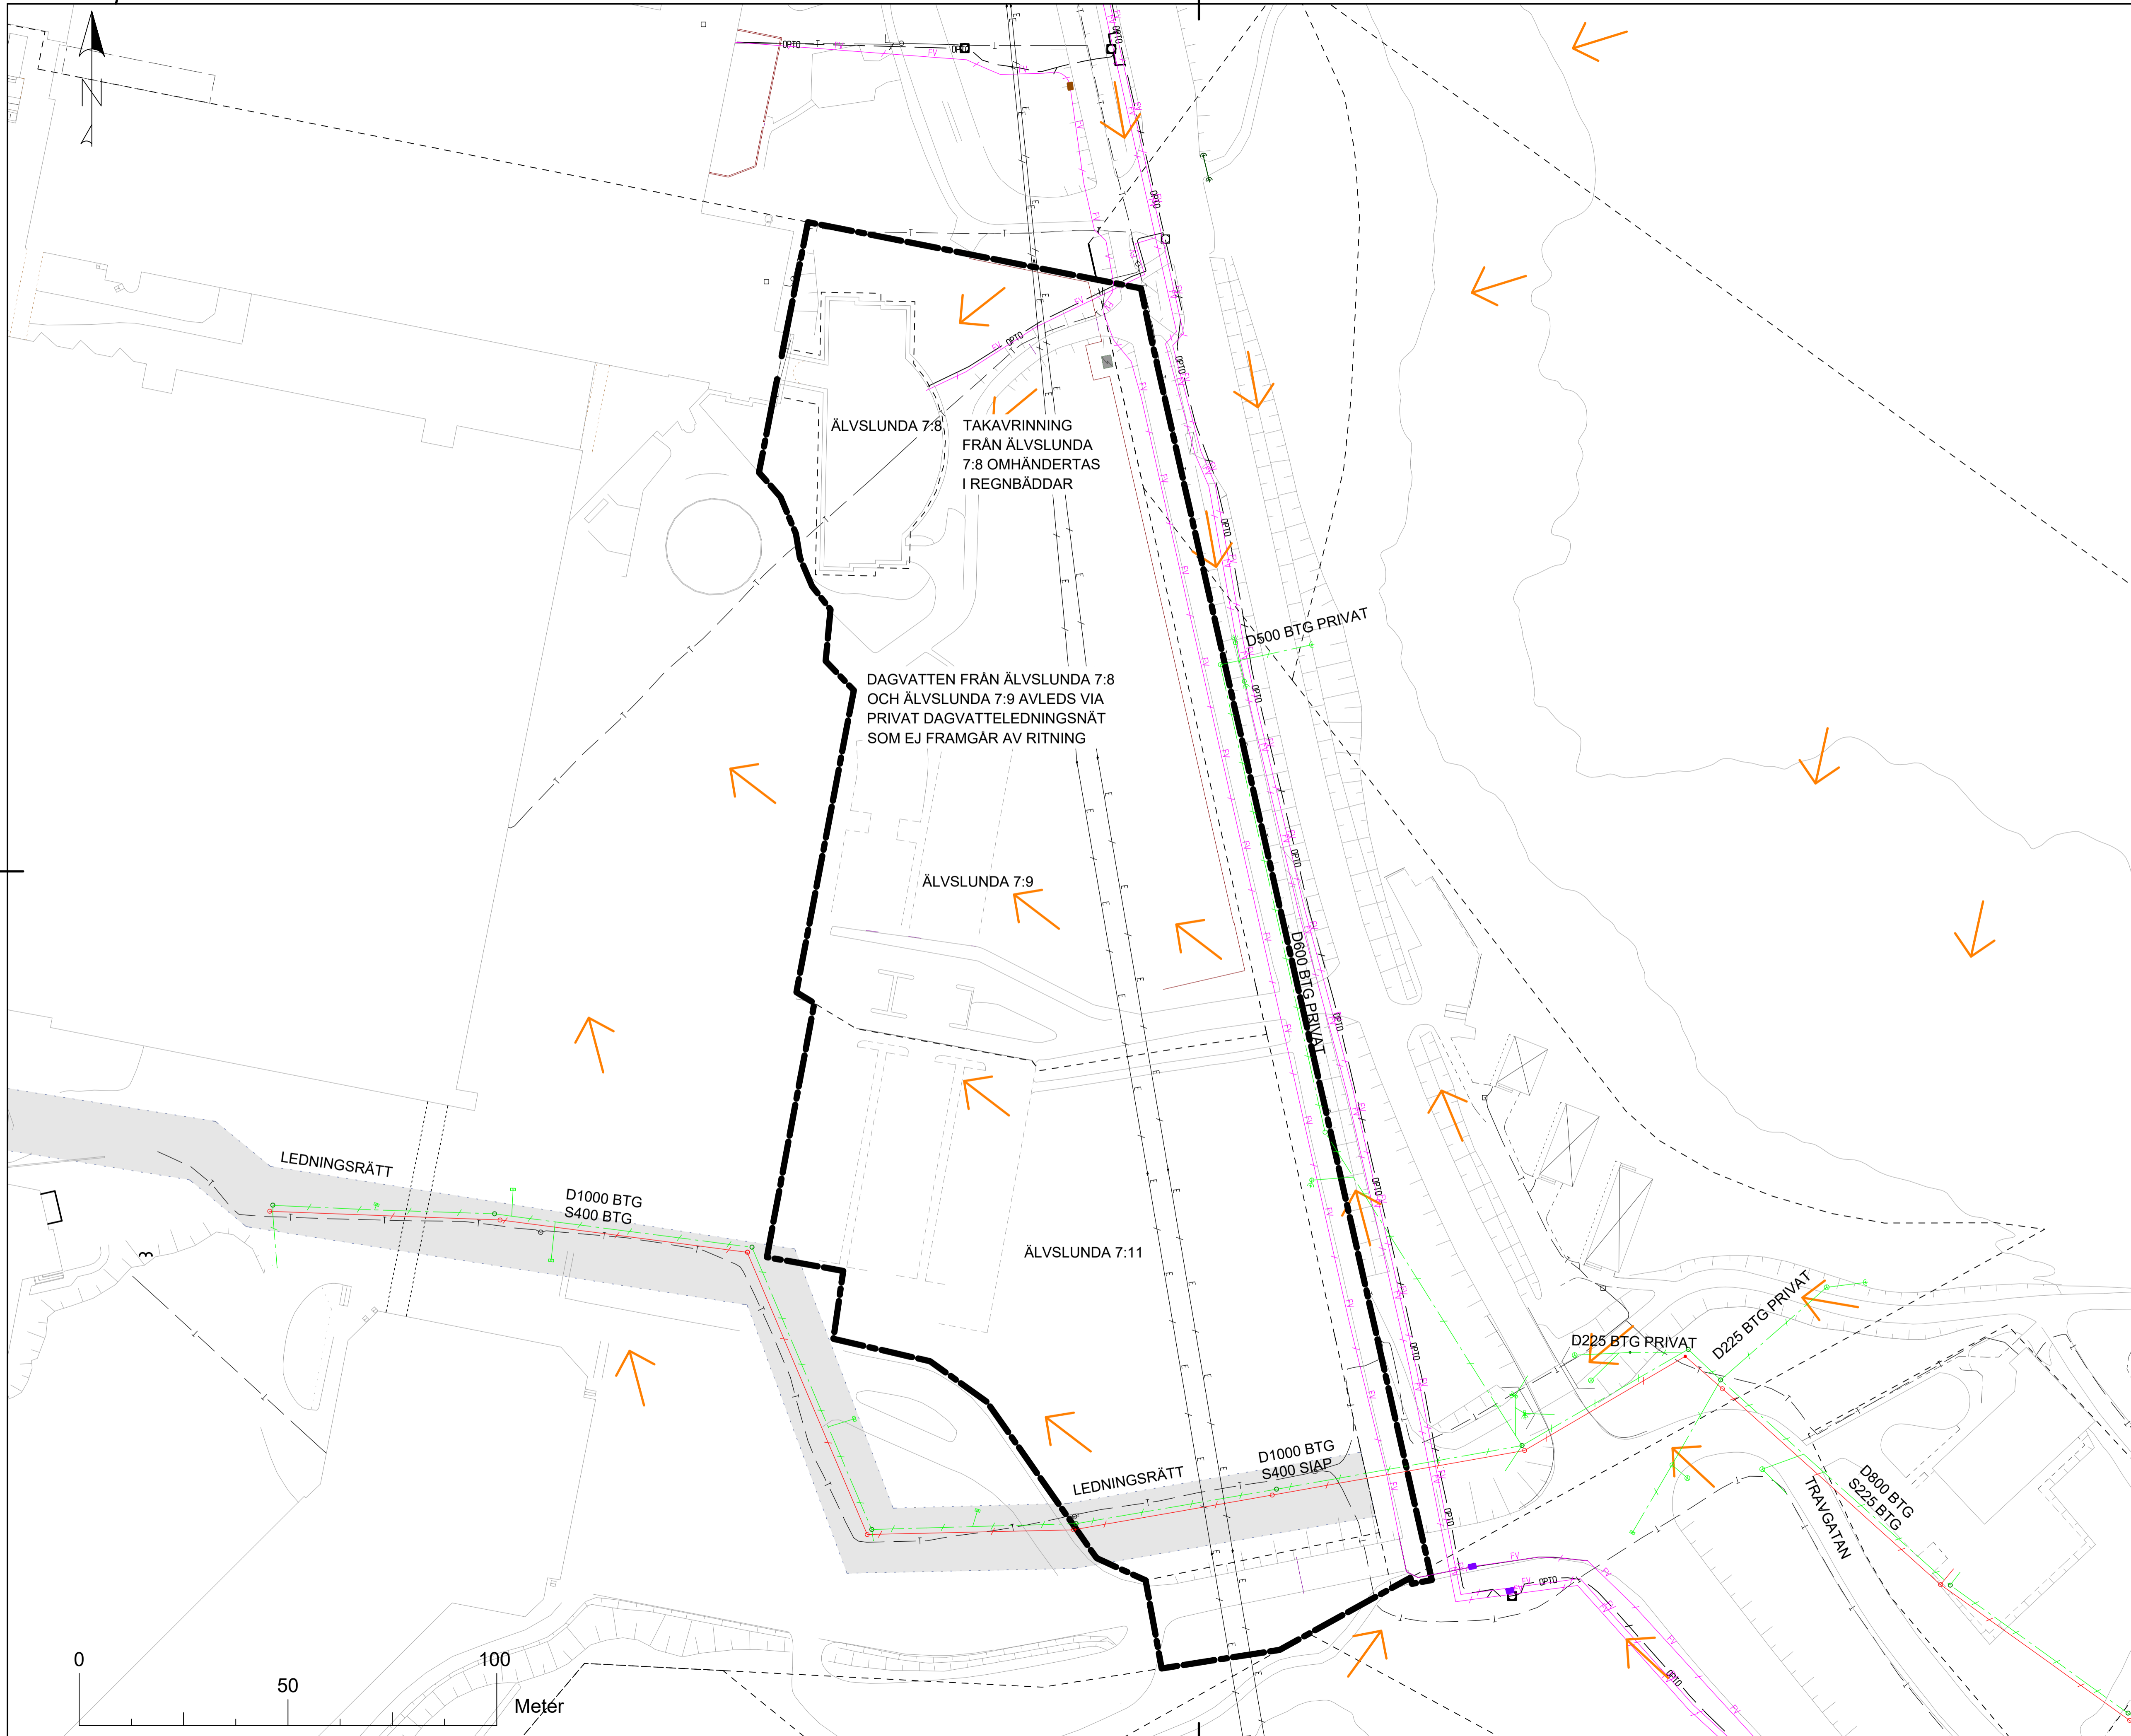 N
ÄLVSLUNDA 7:8
TAKAVRINNING
FRÅN ÄLVSLUNDA
7:8 OMHÄNDERTAS
I REGNBÄDDAR
D500 BTG PRIVAT
DAGVATTEN FRÅN ÄLVSLUNDA 7:8
OCH ÄLVSLUNDA 7:9 AVLEDS VIA
PRIVAT DAGVATTELEDNINGSNÄT
SOM EJ FRAMGÅR AV RITNING
ÄLVSLUNDA 7:9
D600 BTG PRIVAT
LEDNINGSRÄTT
D1000 BTG
S400 BTG
ÄLVSLUNDA 7:11
D225 BTG PRIVAT
D225 BTG PRIVAT
LEDNINGSRÄTT
D1000 BTG
S400 SIAP
D800 BTG
S225 BTG
TRAVGATAN
0
50
100
Meter